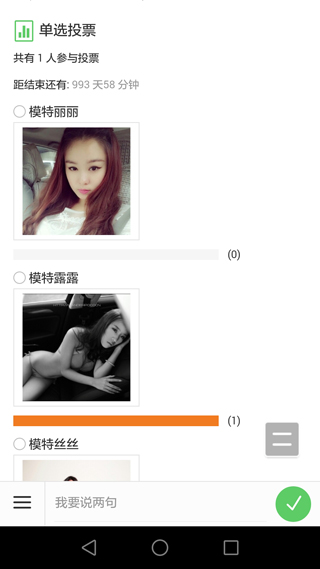 单选投票
共有 1 人参与投票
距结束还有: 993 天58 分钟
模特丽丽
(0)
模特露露
(1)
模特丝丝
我要说两句